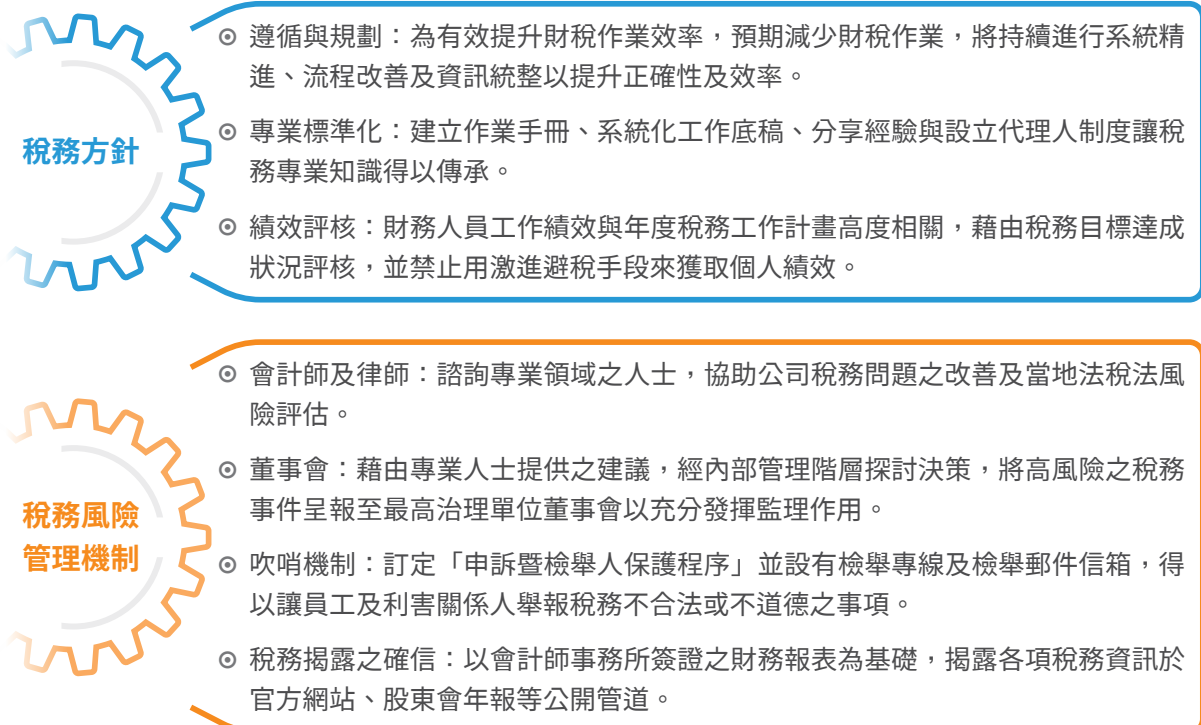 稅務方針
⊙ 遵循與規劃：為有效提升財稅作業效率，預期減少財稅作業，將持續進行系統精
進、流程改善及資訊統整以提升正確性及效率。
⊙ 專業標準化：建立作業手冊、系統化工作底稿、分享經驗與設立代理人制度讓稅
務專業知識得以傳承。
⊙ 績效評核：財務人員工作績效與年度稅務工作計畫高度相關，藉由稅務目標達成
狀況評核，並禁止用激進避稅手段來獲取個人績效。
稅務風險
管理機制
⊙ 會計師及律師：諮詢專業領域之人士，協助公司稅務問題之改善及當地法稅法風
險評估。
⊙ 董事會：藉由專業人士提供之建議，經內部管理階層探討決策，將高風險之稅務
事件呈報至最高治理單位董事會以充分發揮監理作用。
⊙ 吹哨機制：訂定「申訴暨檢舉人保護程序」並設有檢舉專線及檢舉郵件信箱，得
以讓員工及利害關係人舉報稅務不合法或不道德之事項。
⊙ 稅務揭露之確信：以會計師事務所簽證之財務報表為基礎，揭露各項稅務資訊於
官方網站、股東會年報等公開管道。